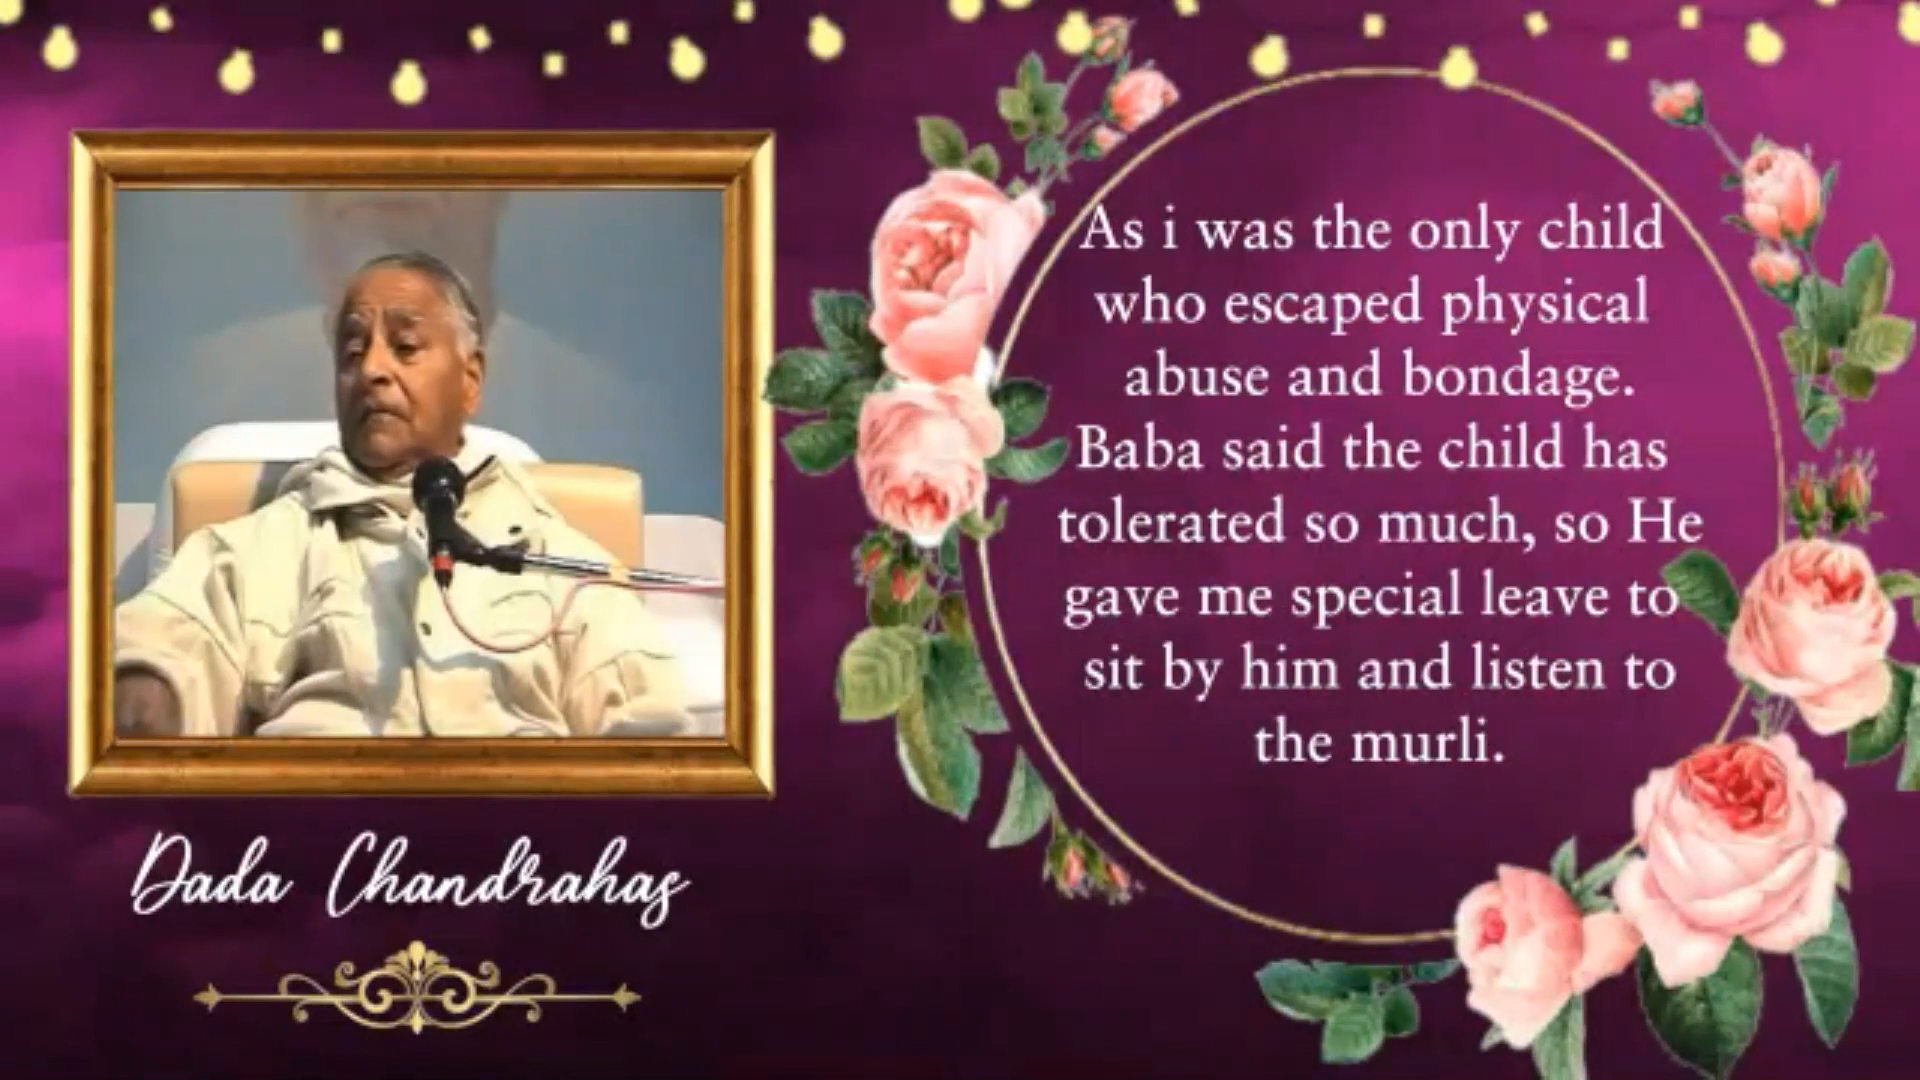 As i was the only child
who escaped physical
abuse and bondage.
Baba said the child has
tolerated so much, so He
gave me special leave to
sit by him and listen to
the murli.
Dada Chandrahas